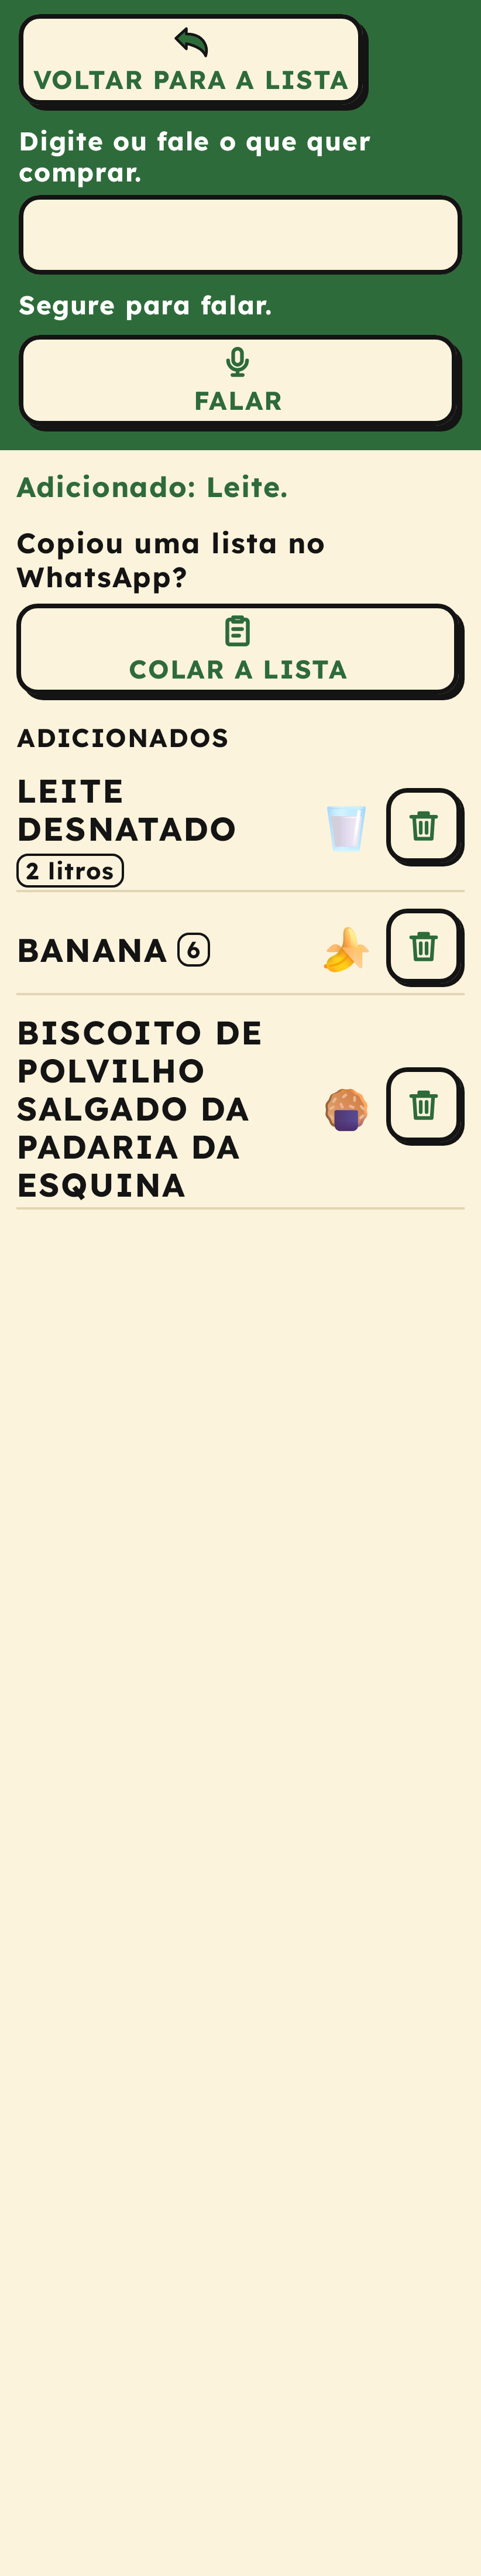 VOLTAR PARA A LISTA
Digite ou fale o que quer
comprar.
Segure para falar.
FALAR
Adicionado: Leite.
Copiou uma lista no
WhatsApp?
COLAR A LISTA
ADICIONADOS
LEITE
DESNATADO
2 litros
BANANA 6
BISCOITO DE
POLVILHO
SALGADO DA
PADARIA DA
ESQUINA